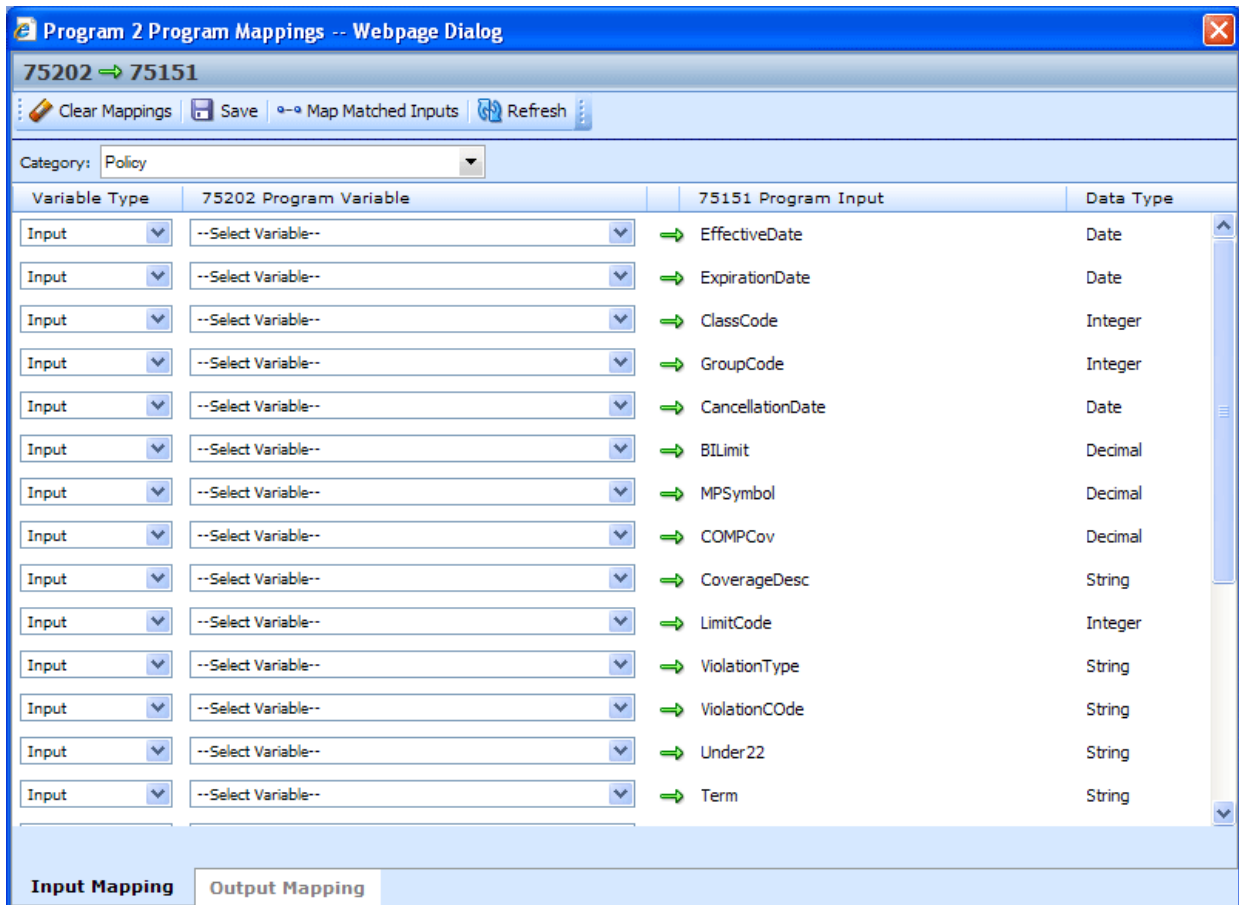 Program 2 Program Mappings -- Webpage Dialog
75202 ⇒ 75151
Clear Mappings Save Map Matched Inputs Refresh
Category: Policy
Variable Type 75202 Program Variable 75151 Program Input Data Type
Input --Select Variable-- EffectiveDate Date
Input --Select Variable-- ExpirationDate Date
Input --Select Variable-- ClassCode Integer
Input --Select Variable-- GroupCode Integer
Input --Select Variable-- CancellationDate Date
Input --Select Variable-- BILimit Decimal
Input --Select Variable-- MPSymbol Decimal
Input --Select Variable-- COMPCov Decimal
Input --Select Variable-- CoverageDesc String
Input --Select Variable-- LimitCode Integer
Input --Select Variable-- ViolationType String
Input --Select Variable-- ViolationCOde String
Input --Select Variable-- Under22 String
Input --Select Variable-- Term String
Input Mapping Output Mapping